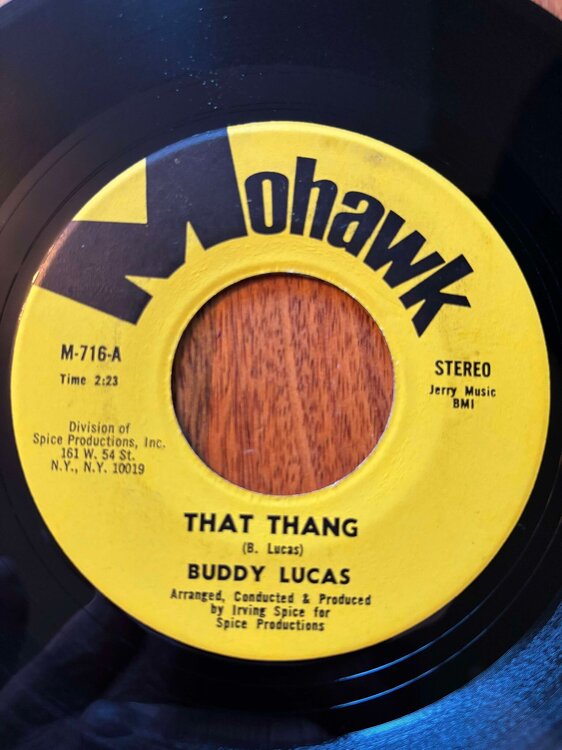 Mohawk
M-716-A
Time 2:23
STEREO
Jerry Music
BMI
Division of
Spice Productions, Inc.
161 W. 54 St.
N.Y., N.Y. 10019
THAT THANG
(B. Lucas)
BUDDY LUCAS
Arranged, Conducted & Produced
by Irving Spice for
Spice Productions